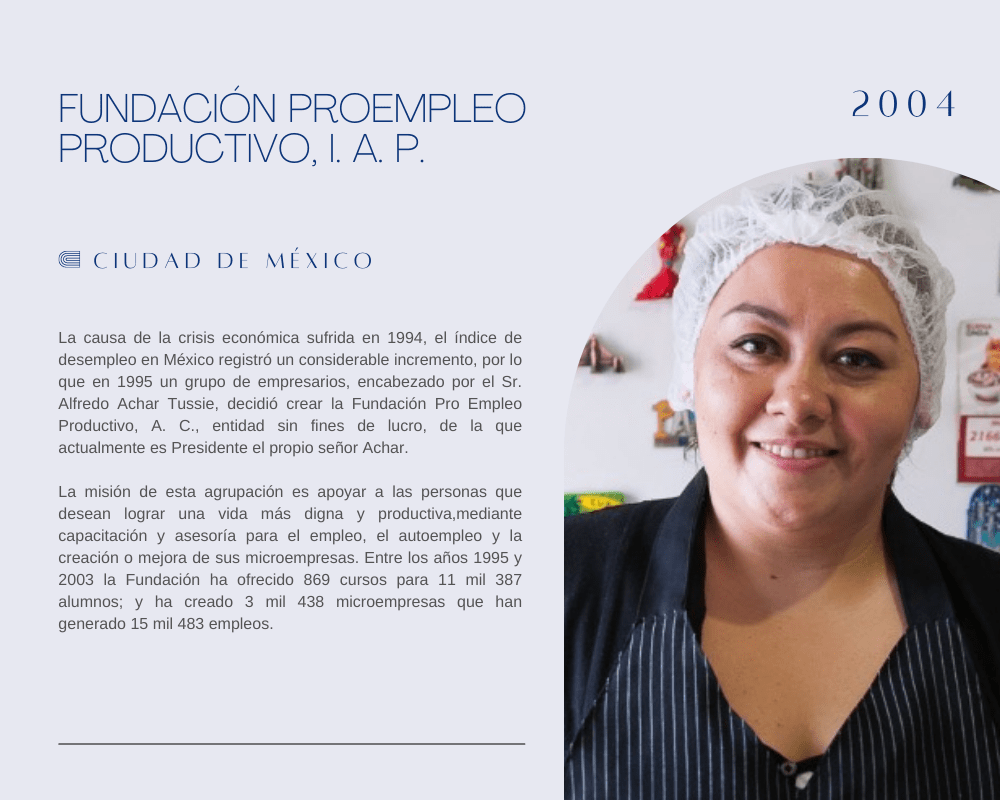 FUNDACIÓN PROEMPLEO
PRODUCTIVO, I. A. P.
2004
CIUDAD DE MÉXICO
La causa de la crisis económica sufrida en 1994, el índice de
desempleo en México registró un considerable incremento, por lo
que en 1995 un grupo de empresarios, encabezado por el Sr.
Alfredo Achar Tussie, decidió crear la Fundación Pro Empleo
Productivo, A. C., entidad sin fines de lucro, de la que
actualmente es Presidente el propio señor Achar.
La misión de esta agrupación es apoyar a las personas que
desean lograr una vida más digna y productiva,mediante
capacitación y asesoría para el empleo, el autoempleo y la
creación o mejora de sus microempresas. Entre los años 1995 y
2003 la Fundación ha ofrecido 869 cursos para 11 mil 387
alumnos; y ha creado 3 mil 438 microempresas que han
generado 15 mil 483 empleos.
2166